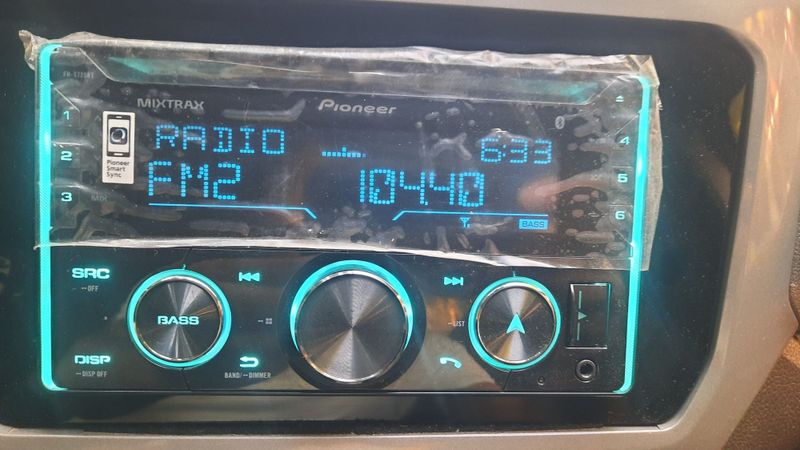 MIXTRAX
Pioneer
1
2
3
Pioneer
Smart
Sync
MIX
RADIO
6:33
FM2
104.40
BASS
4
5
6
SRC
•–OFF
BASS
DISP
•–DISP OFF
BAND/•–DIMMER
•–LIST